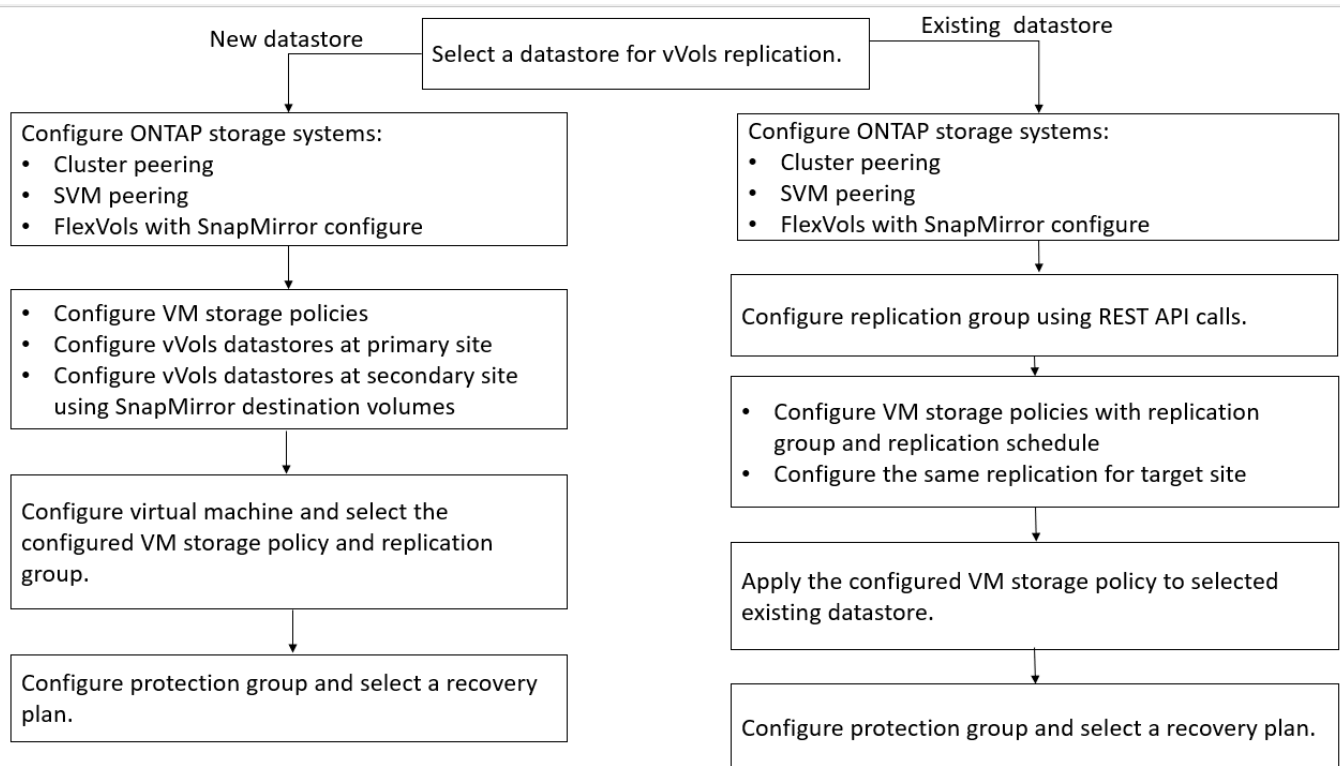 New datastore
Select a datastore for vVols replication.
Existing datastore
Configure ONTAP storage systems:
• Cluster peering
• SVM peering
• FlexVols with SnapMirror configure
• Configure VM storage policies
• Configure vVols datastores at primary site
• Configure vVols datastores at secondary site
using SnapMirror destination volumes
Configure virtual machine and select the
configured VM storage policy and replication
group.
Configure protection group and select a recovery
plan.
Configure ONTAP storage systems:
• Cluster peering
• SVM peering
• FlexVols with SnapMirror configure
Configure replication group using REST API calls.
• Configure VM storage policies with replication
group and replication schedule
• Configure the same replication for target site
Apply the configured VM storage policy to selected
existing datastore.
Configure protection group and select a recovery plan.